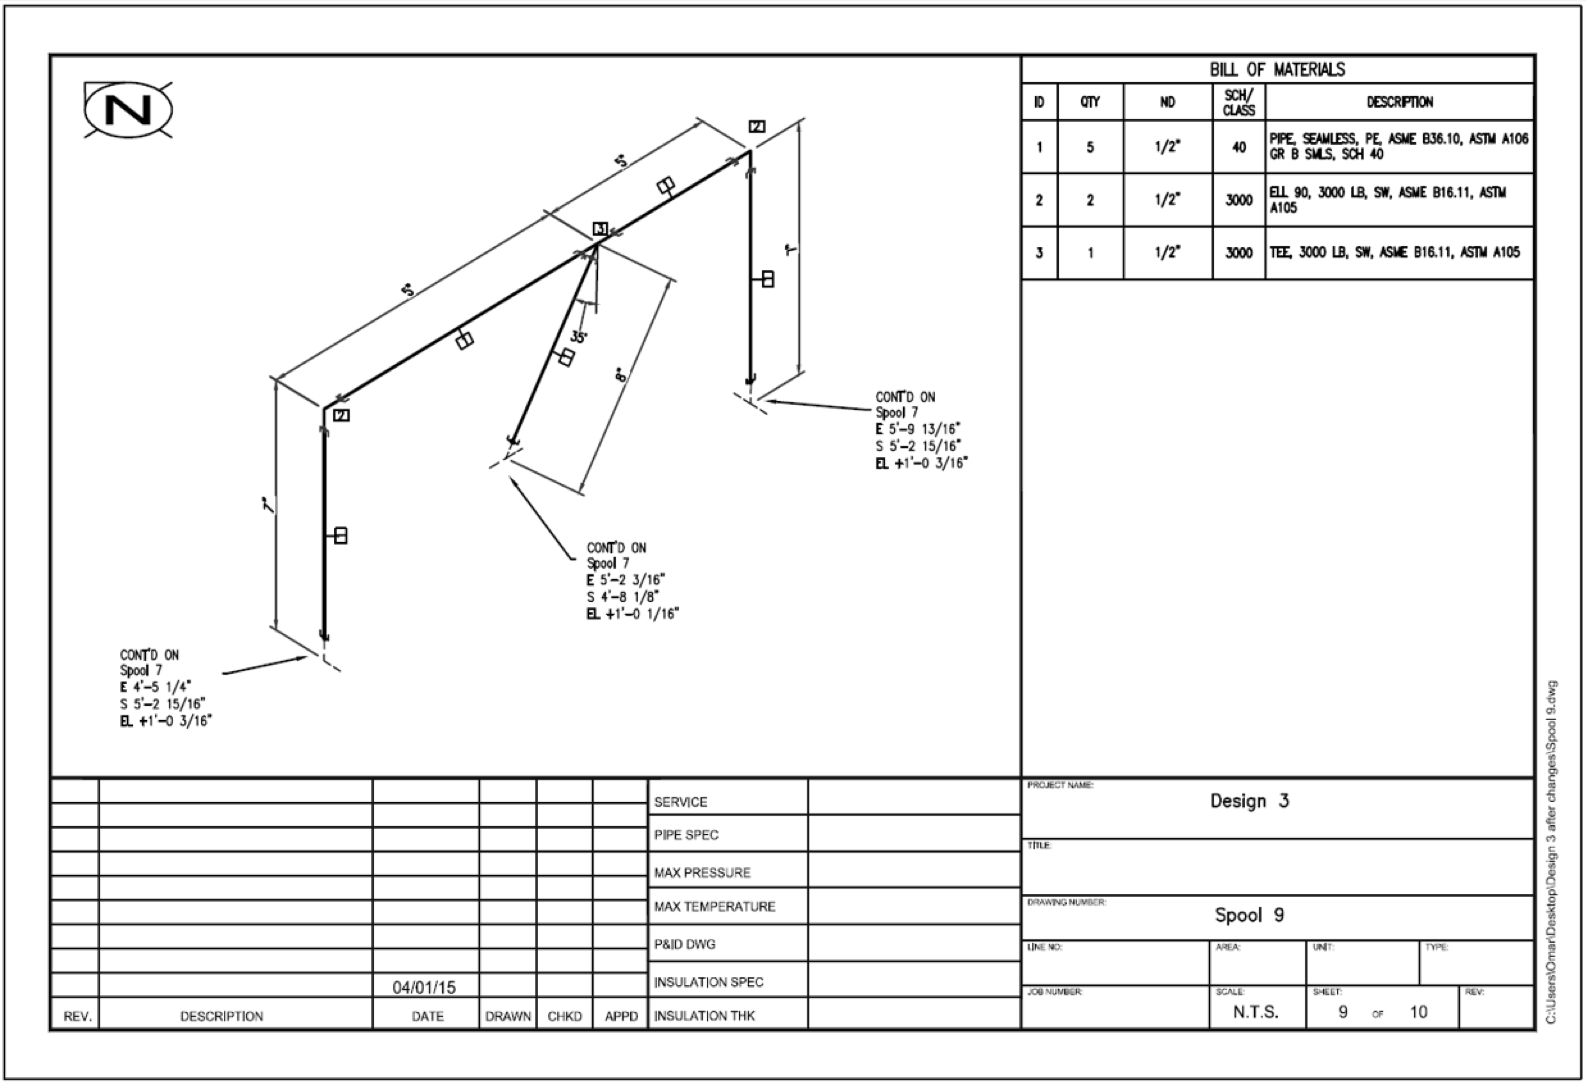 N
2
5"
1
3
5"
1
7"
1
35°
1
8"
2
7"
1
CONT'D ON
Spool 7
E 5'-9 13/16"
S 5'-2 15/16"
EL +1'-0 3/16"
CONT'D ON
Spool 7
E 5'-2 3/16"
S 4'-8 1/8"
EL +1'-0 1/16"
CONT'D ON
Spool 7
E 4'-5 1/4"
S 5'-2 15/16"
EL +1'-0 3/16"
BILL OF MATERIALS
ID QTY ND SCH/
CLASS DESCRIPTION
1 5 1/2" 40 PIPE, SEAMLESS, PE, ASME B36.10, ASTM A106
GR B SMLS, SCH 40
2 2 1/2" 3000 ELL 90, 3000 LB, SW, ASME B16.11, ASTM
A105
3 1 1/2" 3000 TEE, 3000 LB, SW, ASME B16.11, ASTM A105
04/01/15
REV. DESCRIPTION DATE DRAWN CHKD APPD
SERVICE
PIPE SPEC
MAX PRESSURE
MAX TEMPERATURE
P&ID DWG
INSULATION SPEC
INSULATION THK
PROJECT NAME:
Design 3
TITLE:
DRAWING NUMBER:
Spool 9
LINE NO: AREA: UNIT: TYPE:
JOB NUMBER: SCALE: SHEET: REV:
N.T.S. 9 OF 10
C:\Users\Omar\Desktop\Design 3 after changes\Spool 9.dwg